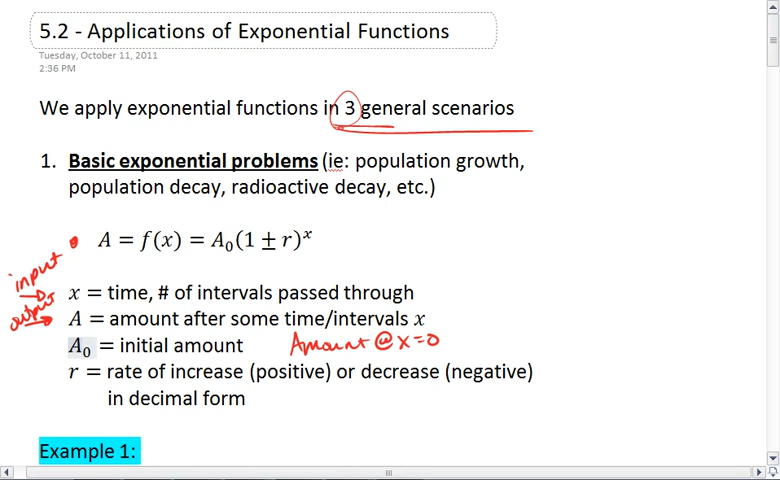 5.2 - Applications of Exponential Functions
Tuesday, October 11, 2011
2:36 PM
We apply exponential functions in 3 general scenarios
1. Basic exponential problems (ie: population growth,
population decay, radioactive decay, etc.)
A = f(x) = A₀(1 ± r)ˣ
input
x = time, # of intervals passed through
output
A = amount after some time/intervals x
A₀ = initial amount Amount @ x=0
r = rate of increase (positive) or decrease (negative)
in decimal form
Example 1: